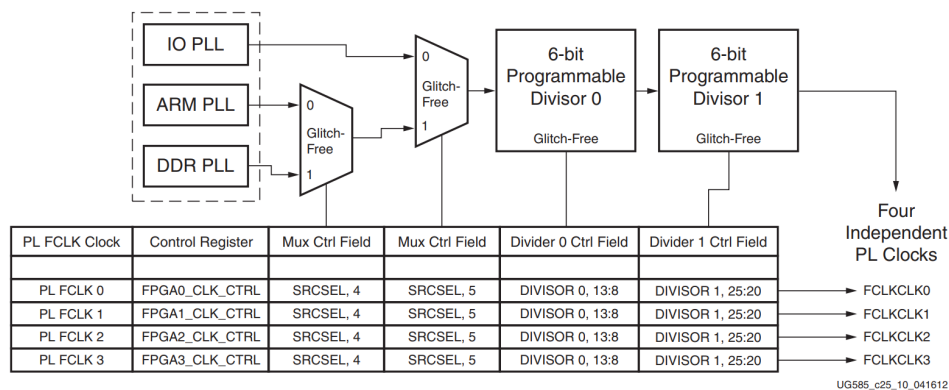 IO PLL
ARM PLL
DDR PLL
0
Glitch-
Free
1
0
Glitch-
Free
1
6-bit
Programmable
Divisor 0
Glitch-Free
6-bit
Programmable
Divisor 1
Glitch-Free
Four
Independent
PL Clocks
PL FCLK Clock Control Register Mux Ctrl Field Mux Ctrl Field Divider 0 Ctrl Field Divider 1 Ctrl Field
PL FCLK 0 FPGA0_CLK_CTRL SRCSEL, 4 SRCSEL, 5 DIVISOR 0, 13:8 DIVISOR 1, 25:20 FCLKCLK0
PL FCLK 1 FPGA1_CLK_CTRL SRCSEL, 4 SRCSEL, 5 DIVISOR 0, 13:8 DIVISOR 1, 25:20 FCLKCLK1
PL FCLK 2 FPGA2_CLK_CTRL SRCSEL, 4 SRCSEL, 5 DIVISOR 0, 13:8 DIVISOR 1, 25:20 FCLKCLK2
PL FCLK 3 FPGA3_CLK_CTRL SRCSEL, 4 SRCSEL, 5 DIVISOR 0, 13:8 DIVISOR 1, 25:20 FCLKCLK3
UG585_c25_10_041612